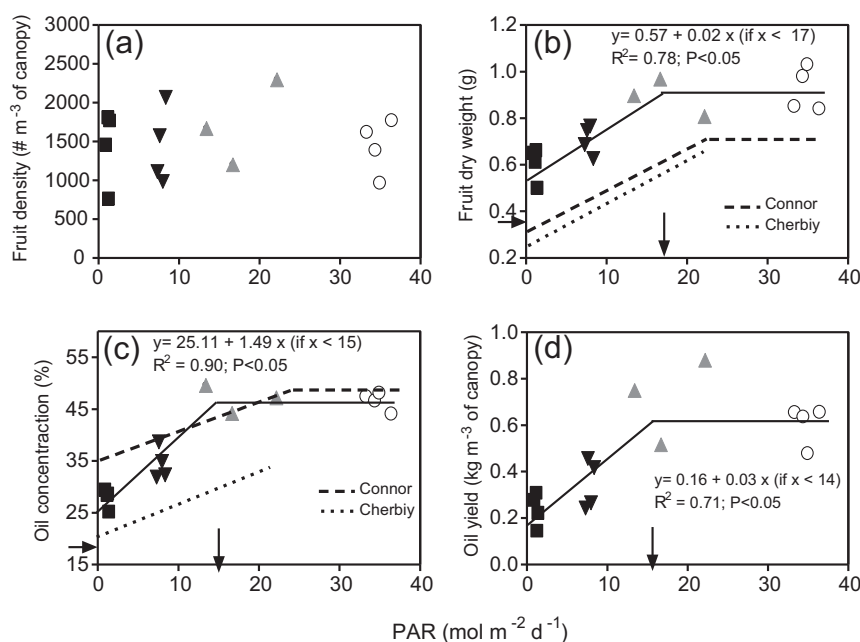 (a)
Fruit density (# m⁻³ of canopy)
3000
2500
2000
1500
1000
500
0
0 10 20 30 40
(b)
y= 0.57 + 0.02 x (if x < 17)
R²= 0.78; P<0.05
Fruit dry weight (g)
1.2
1.0
0.8
0.6
0.4
0.2
Connor
Cherbiy
0 10 20 30 40
(c)
y= 25.11 + 1.49 x (if x < 15)
R² = 0.90; P<0.05
Oil concentraction (%)
55
45
35
25
15
Connor
Cherbiy
0 10 20 30 40
(d)
Oil yield (kg m⁻³ of canopy)
1.0
0.8
0.6
0.4
0.2
0.0
y= 0.16 + 0.03 x (if x < 14)
R² = 0.71; P<0.05
0 10 20 30 40
PAR (mol m⁻² d⁻¹)